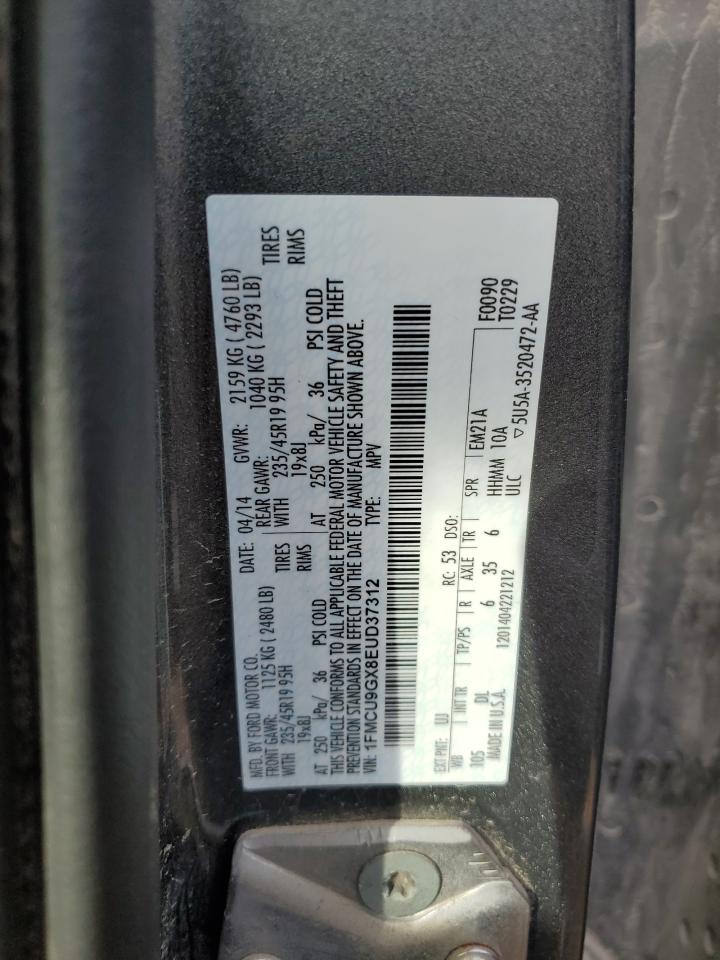 MFD. BY FORD MOTOR CO. DATE: 04/14 GVWR: 2159 KG ( 4760 LB)
FRONT GAWR: 1125 KG ( 2480 LB) REAR GAWR: 1040 KG ( 2293 LB)
WITH 235/45R19 95H TIRES WITH 235/45R19 95H TIRES
19x8J RIMS 19x8J RIMS
AT 250 kPa/ 36 PSI COLD AT 250 kPa/ 36 PSI COLD
THIS VEHICLE CONFORMS TO ALL APPLICABLE FEDERAL MOTOR VEHICLE SAFETY AND THEFT
PREVENTION STANDARDS IN EFFECT ON THE DATE OF MANUFACTURE SHOWN ABOVE.
VIN: 1FMCU9GX8EUD37312 TYPE: MPV
EXT PNT: UJ RC: 53 DSO: F0090
WB INT TR TP/PS R AXLE TR SPR EM21A T0229
105 DL 6 35 6 HHMM 10A
MADE IN U.S.A. 1201404221212 ULC ▽5U5A-3520472-AA